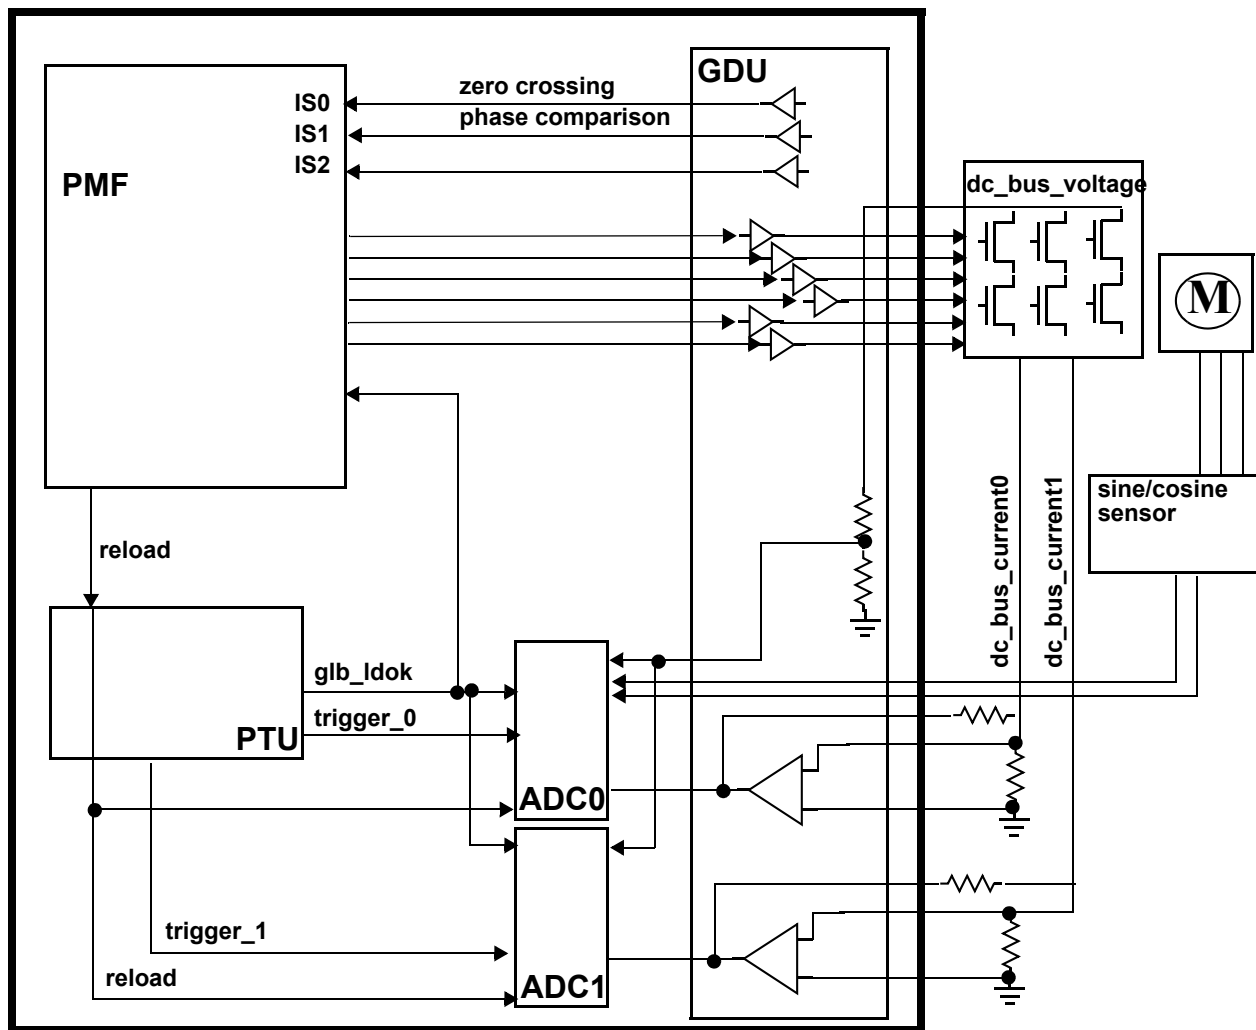 GDU
zero crossing
IS0
phase comparison
IS1
IS2
PMF
dc_bus_voltage
M
sine/cosine
sensor
dc_bus_current0
dc_bus_current1
reload
glb_ldok
trigger_0
PTU
ADC0
trigger_1
reload
ADC1